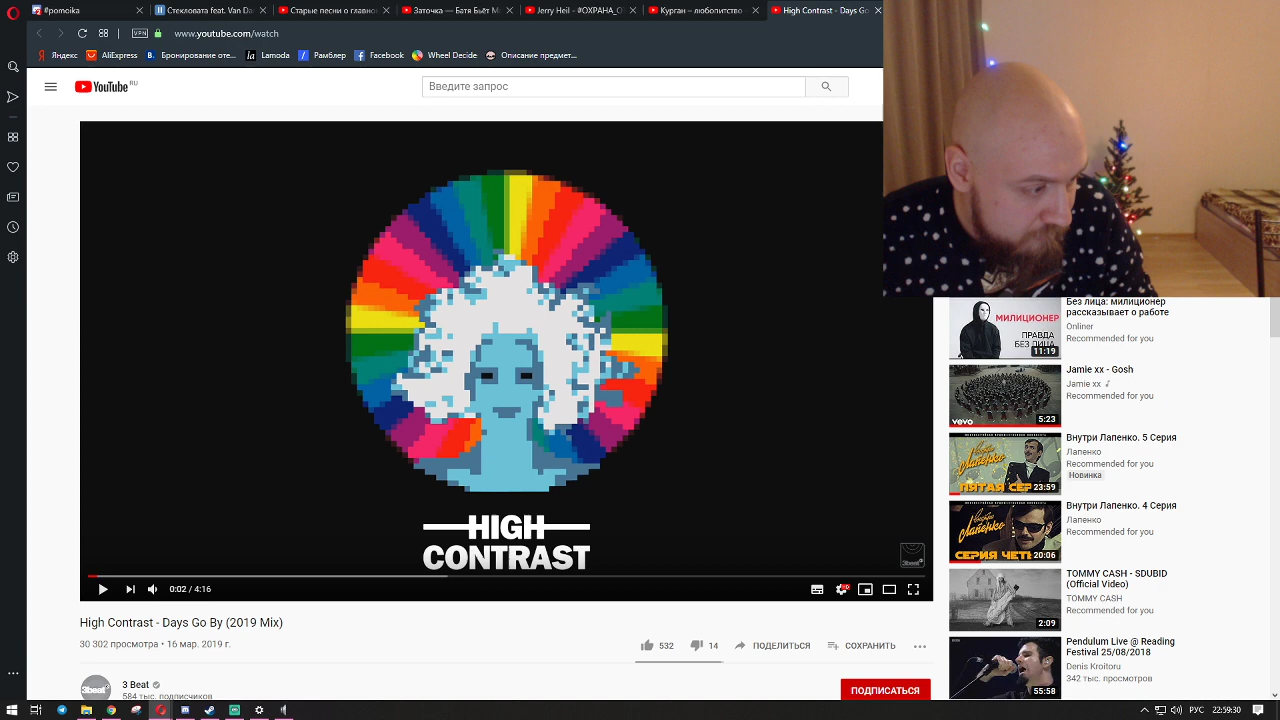 #pomoika
Стекловата feat. Van Da
Старые песни о главно
Заточка — Бятя Бьёт М
Jerry Heil - #ОХРАНА_О
Курган – любопытств
High Contrast - Days Go
VPN
www.youtube.com/watch
Яндекс
AliExpress
Бронирование оте...
Lamoda
Рамблер
Facebook
Wheel Decide
Описание предмет...
YouTube RU
Введите запрос
HIGH
CONTRAST
0:02 / 4:16
High Contrast - Days Go By (2019 Mix)
30 302 просмотра • 16 мар. 2019 г.
532
14
ПОДЕЛИТЬСЯ
СОХРАНИТЬ
3beat
3 Beat
584 тыс. подписчиков
ПОДПИСАТЬСЯ
МИЛИЦИОНЕР
ПРАВДА
БЕЗ ЛИЦА
11:19
Без лица: милиционер
рассказывает о работе
Onliner
Recommended for you
vevo
5:23
Jamie xx - Gosh
Jamie xx
Recommended for you
Лапенко
ПЯТАЯ СЕР
23:59
Внутри Лапенко. 5 Серия
Лапенко
Recommended for you
Новинка
Лапенко
СЕРИЯ ЧЕТЬ
20:06
Внутри Лапенко. 4 Серия
Лапенко
Recommended for you
2:09
TOMMY CASH - SDUBID
(Official Video)
TOMMY CASH
Recommended for you
55:58
Pendulum Live @ Reading
Festival 25/08/2018
Denis Kroitoru
342 тыс. просмотров
РУС
22:59:30